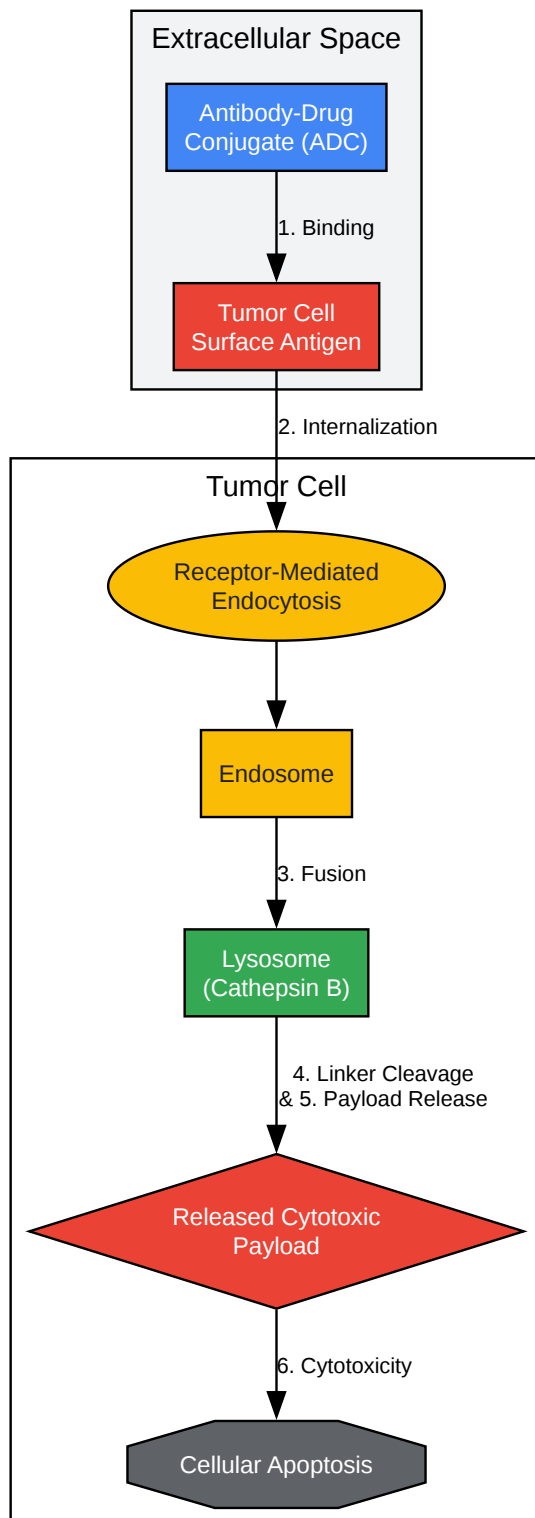 Extracellular Space
Antibody-Drug
Conjugate (ADC)
1. Binding
Tumor Cell
Surface Antigen
2. Internalization
Tumor Cell
Receptor-Mediated
Endocytosis
Endosome
3. Fusion
Lysosome
(Cathepsin B)
4. Linker Cleavage
& 5. Payload Release
Released Cytotoxic
Payload
6. Cytotoxicity
Cellular Apoptosis